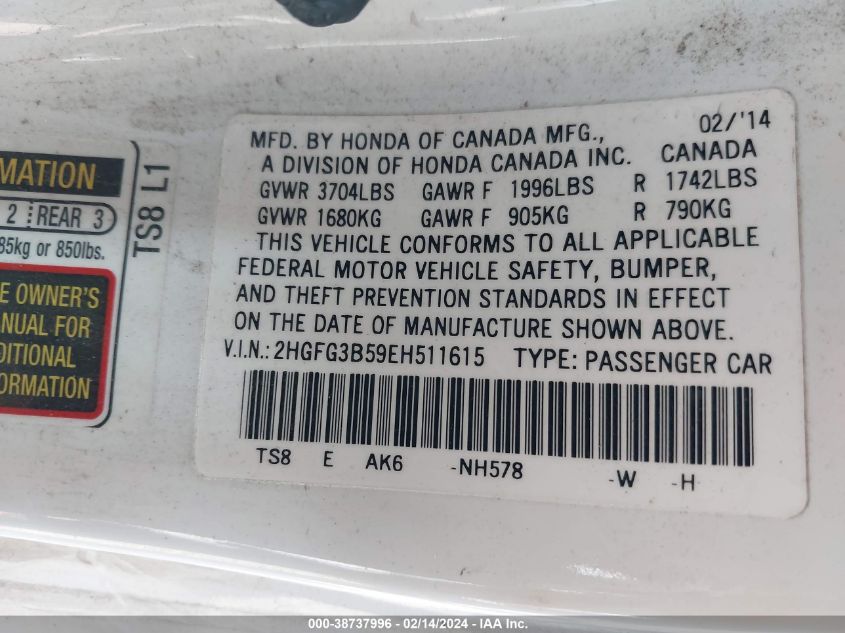 MATION
2 REAR 3
85kg or 850lbs.
E OWNER'S
NUAL FOR
DITIONAL
FORMATION
TS8 L1
MFD. BY HONDA OF CANADA MFG., 02/'14
A DIVISION OF HONDA CANADA INC. CANADA
GVWR 3704LBS GAWR F 1996LBS R 1742LBS
GVWR 1680KG GAWR F 905KG R 790KG
THIS VEHICLE CONFORMS TO ALL APPLICABLE
FEDERAL MOTOR VEHICLE SAFETY, BUMPER,
AND THEFT PREVENTION STANDARDS IN EFFECT
ON THE DATE OF MANUFACTURE SHOWN ABOVE.
V.I.N.: 2HGFG3B59EH511615 TYPE: PASSENGER CAR
TS8 E AK6 -NH578 -W -H
000-38737996 - 02/14/2024 - IAAI Inc.